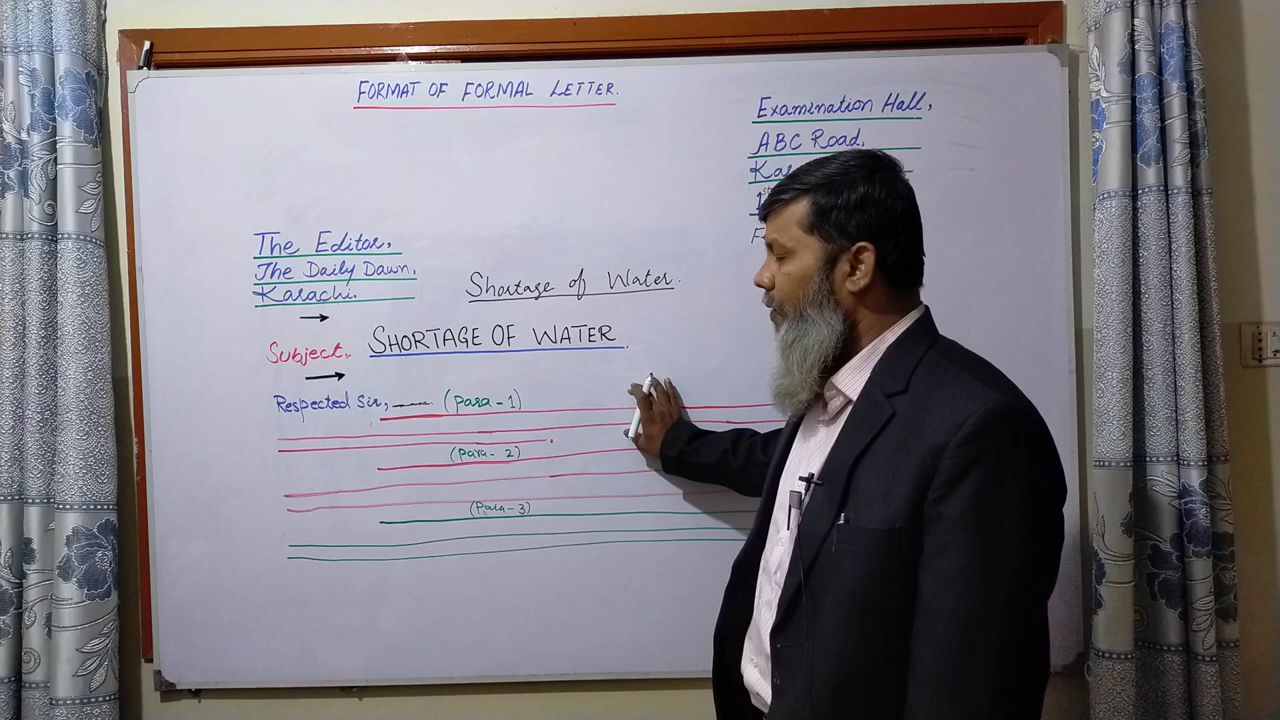 FORMAT OF FORMAL LETTER.
Examination Hall,
ABC Road,
The Editor,
The Daily Dawn,
Karachi.
Shortage of Water.
Subject:. SHORTAGE OF WATER.
Respected Sir, (Para-1)
(Para-2)
(Para-3)